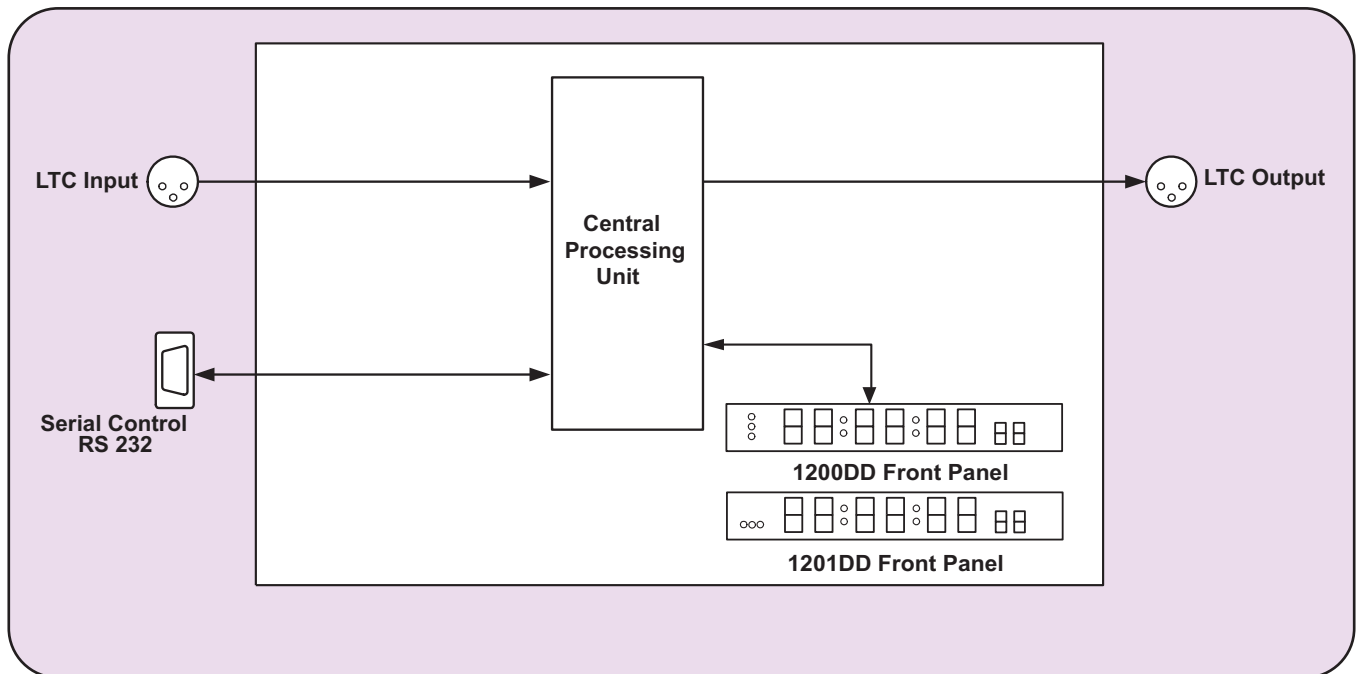 LTC Input
LTC Output
Central
Processing
Unit
Serial Control
RS 232
1200DD Front Panel
1201DD Front Panel